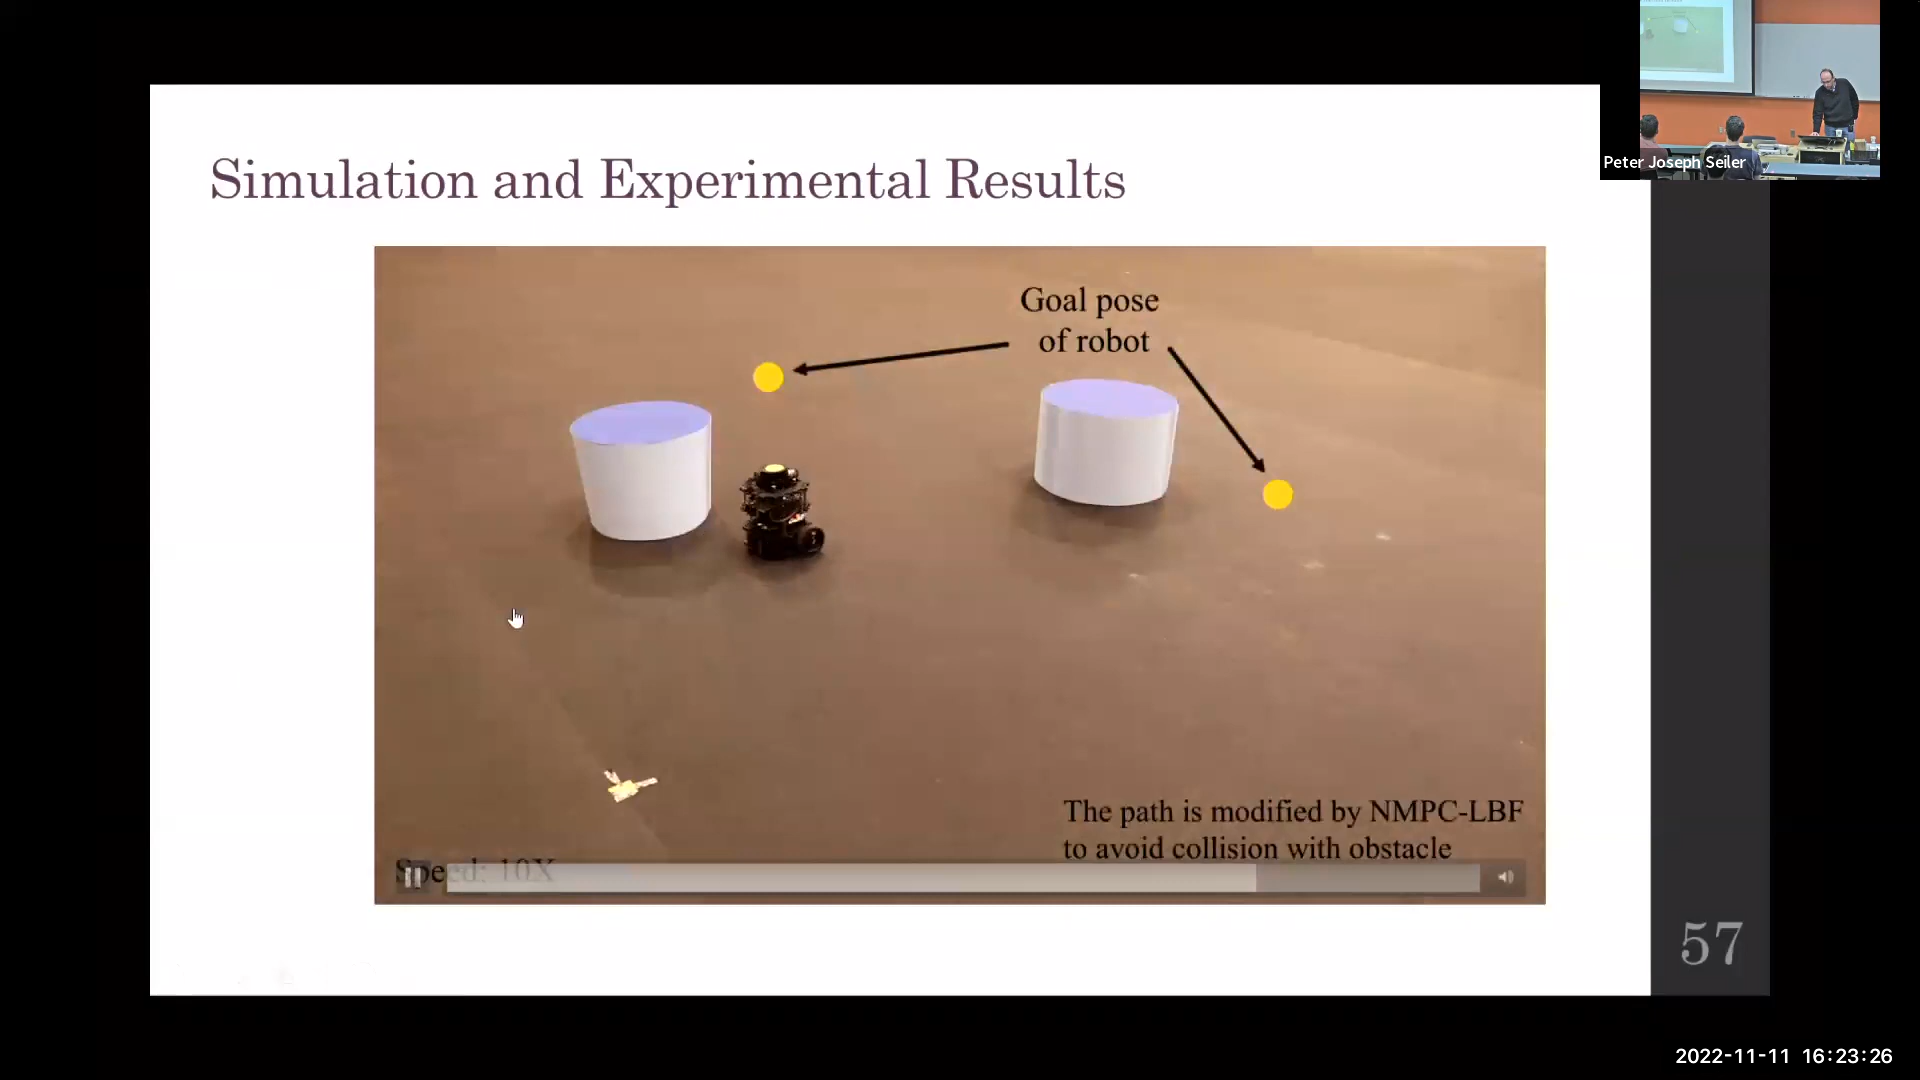 Peter Joseph Seiler
Simulation and Experimental Results
Goal pose
of robot
The path is modified by NMPC-LBF
to avoid collision with obstacle
Speed: 10X
57
2022-11-11 16:23:26